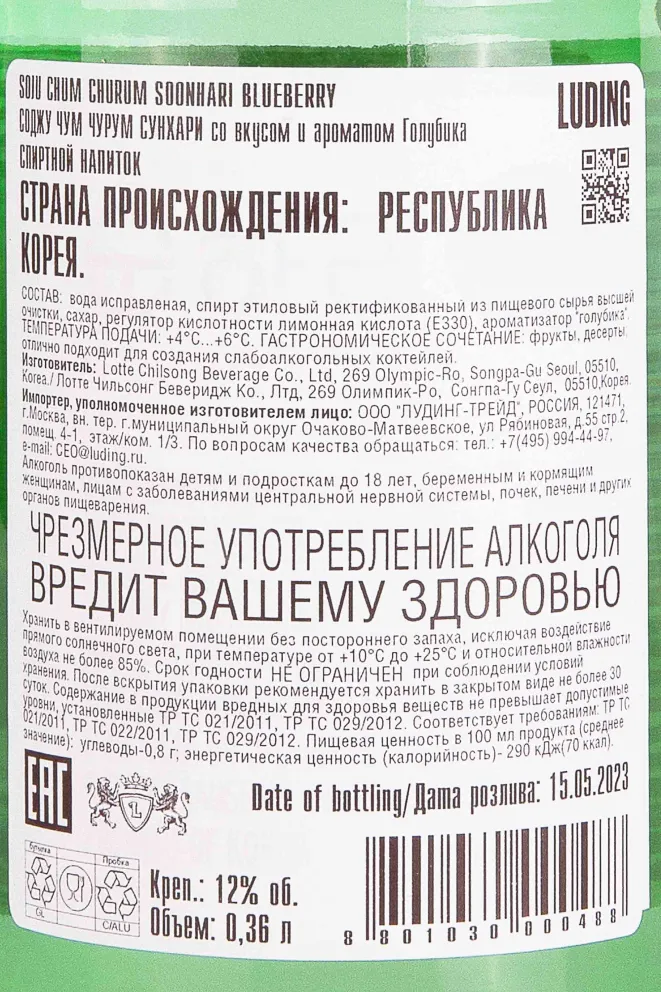 SOJU CHUM CHURUM SOONHARI BLUEBERRY
LUDING
СОДЖУ ЧУМ ЧУРУМ СУНХАРИ со вкусом и ароматом Голубика
СПИРТНОЙ НАПИТОК
СТРАНА ПРОИСХОЖДЕНИЯ: РЕСПУБЛИКА
КОРЕЯ.
СОСТАВ: вода исправленая, спирт этиловый ректификованный из пищевого сырья высшей
очистки, сахар, регулятор кислотности лимонная кислота (Е330), ароматизатор "голубика".
ТЕМПЕРАТУРА ПОДАЧИ: +4°С...+6°С. ГАСТРОНОМИЧЕСКОЕ СОЧЕТАНИЕ: фрукты, десерты,
отлично подходит для создания слабоалкогольных коктейлей.
Изготовитель: Lotte Chilsong Beverage Co., Ltd, 269 Olympic-Ro, Songpa-Gu Seoul, 05510,
Korea./ Лотте Чильсонг Беверидж Ко., Лтд, 269 Олимпик-Ро, Сонгпа-Гу Сеул, 05510,Корея.
Импортер, уполномоченное изготовителем лицо: ООО "ЛУДИНГ-ТРЕЙД", РОССИЯ, 121471,
г.Москва, вн. тер. г.муниципальный округ Очаково-Матвеевское, ул Рябиновая, д.55 стр.2,
помещ. 4-1, этаж/ком. 1/3. По вопросам качества обращаться: тел.: +7(495) 994-44-97,
e-mail: CEO@luding.ru.
Алкоголь противопоказан детям и подросткам до 18 лет, беременным и кормящим
женщинам, лицам с заболеваниями центральной нервной системы, почек, печени и других
органов пищеварения.
ЧРЕЗМЕРНОЕ УПОТРЕБЛЕНИЕ АЛКОГОЛЯ
ВРЕДИТ ВАШЕМУ ЗДОРОВЬЮ
Хранить в вентилируемом помещении без постороннего запаха, исключая воздействие
прямого солнечного света, при температуре от +10°С до +25°С и относительной влажности
воздуха не более 85%. Срок годности НЕ ОГРАНИЧЕН при соблюдении условий
хранения. После вскрытия упаковки рекомендуется хранить в закрытом виде не более 30
суток. Содержание в продукции вредных для здоровья веществ не превышает допустимые
уровни, установленные ТР ТС 021/2011, ТР ТС 029/2012. Соответствует требованиям: ТР ТС
021/2011, ТР ТС 022/2011, ТР ТС 029/2012. Пищевая ценность в 100 мл продукта (среднее
значение): углеводы-0,8 г; энергетическая ценность (калорийность)- 290 кДж(70 ккал).
EAC
L
Date of bottling/Дата розлива: 15.05.2023
бутылка
Пробка
GL
C/ALU
Креп.: 12% об.
Объем: 0,36 л
8 801030 000488